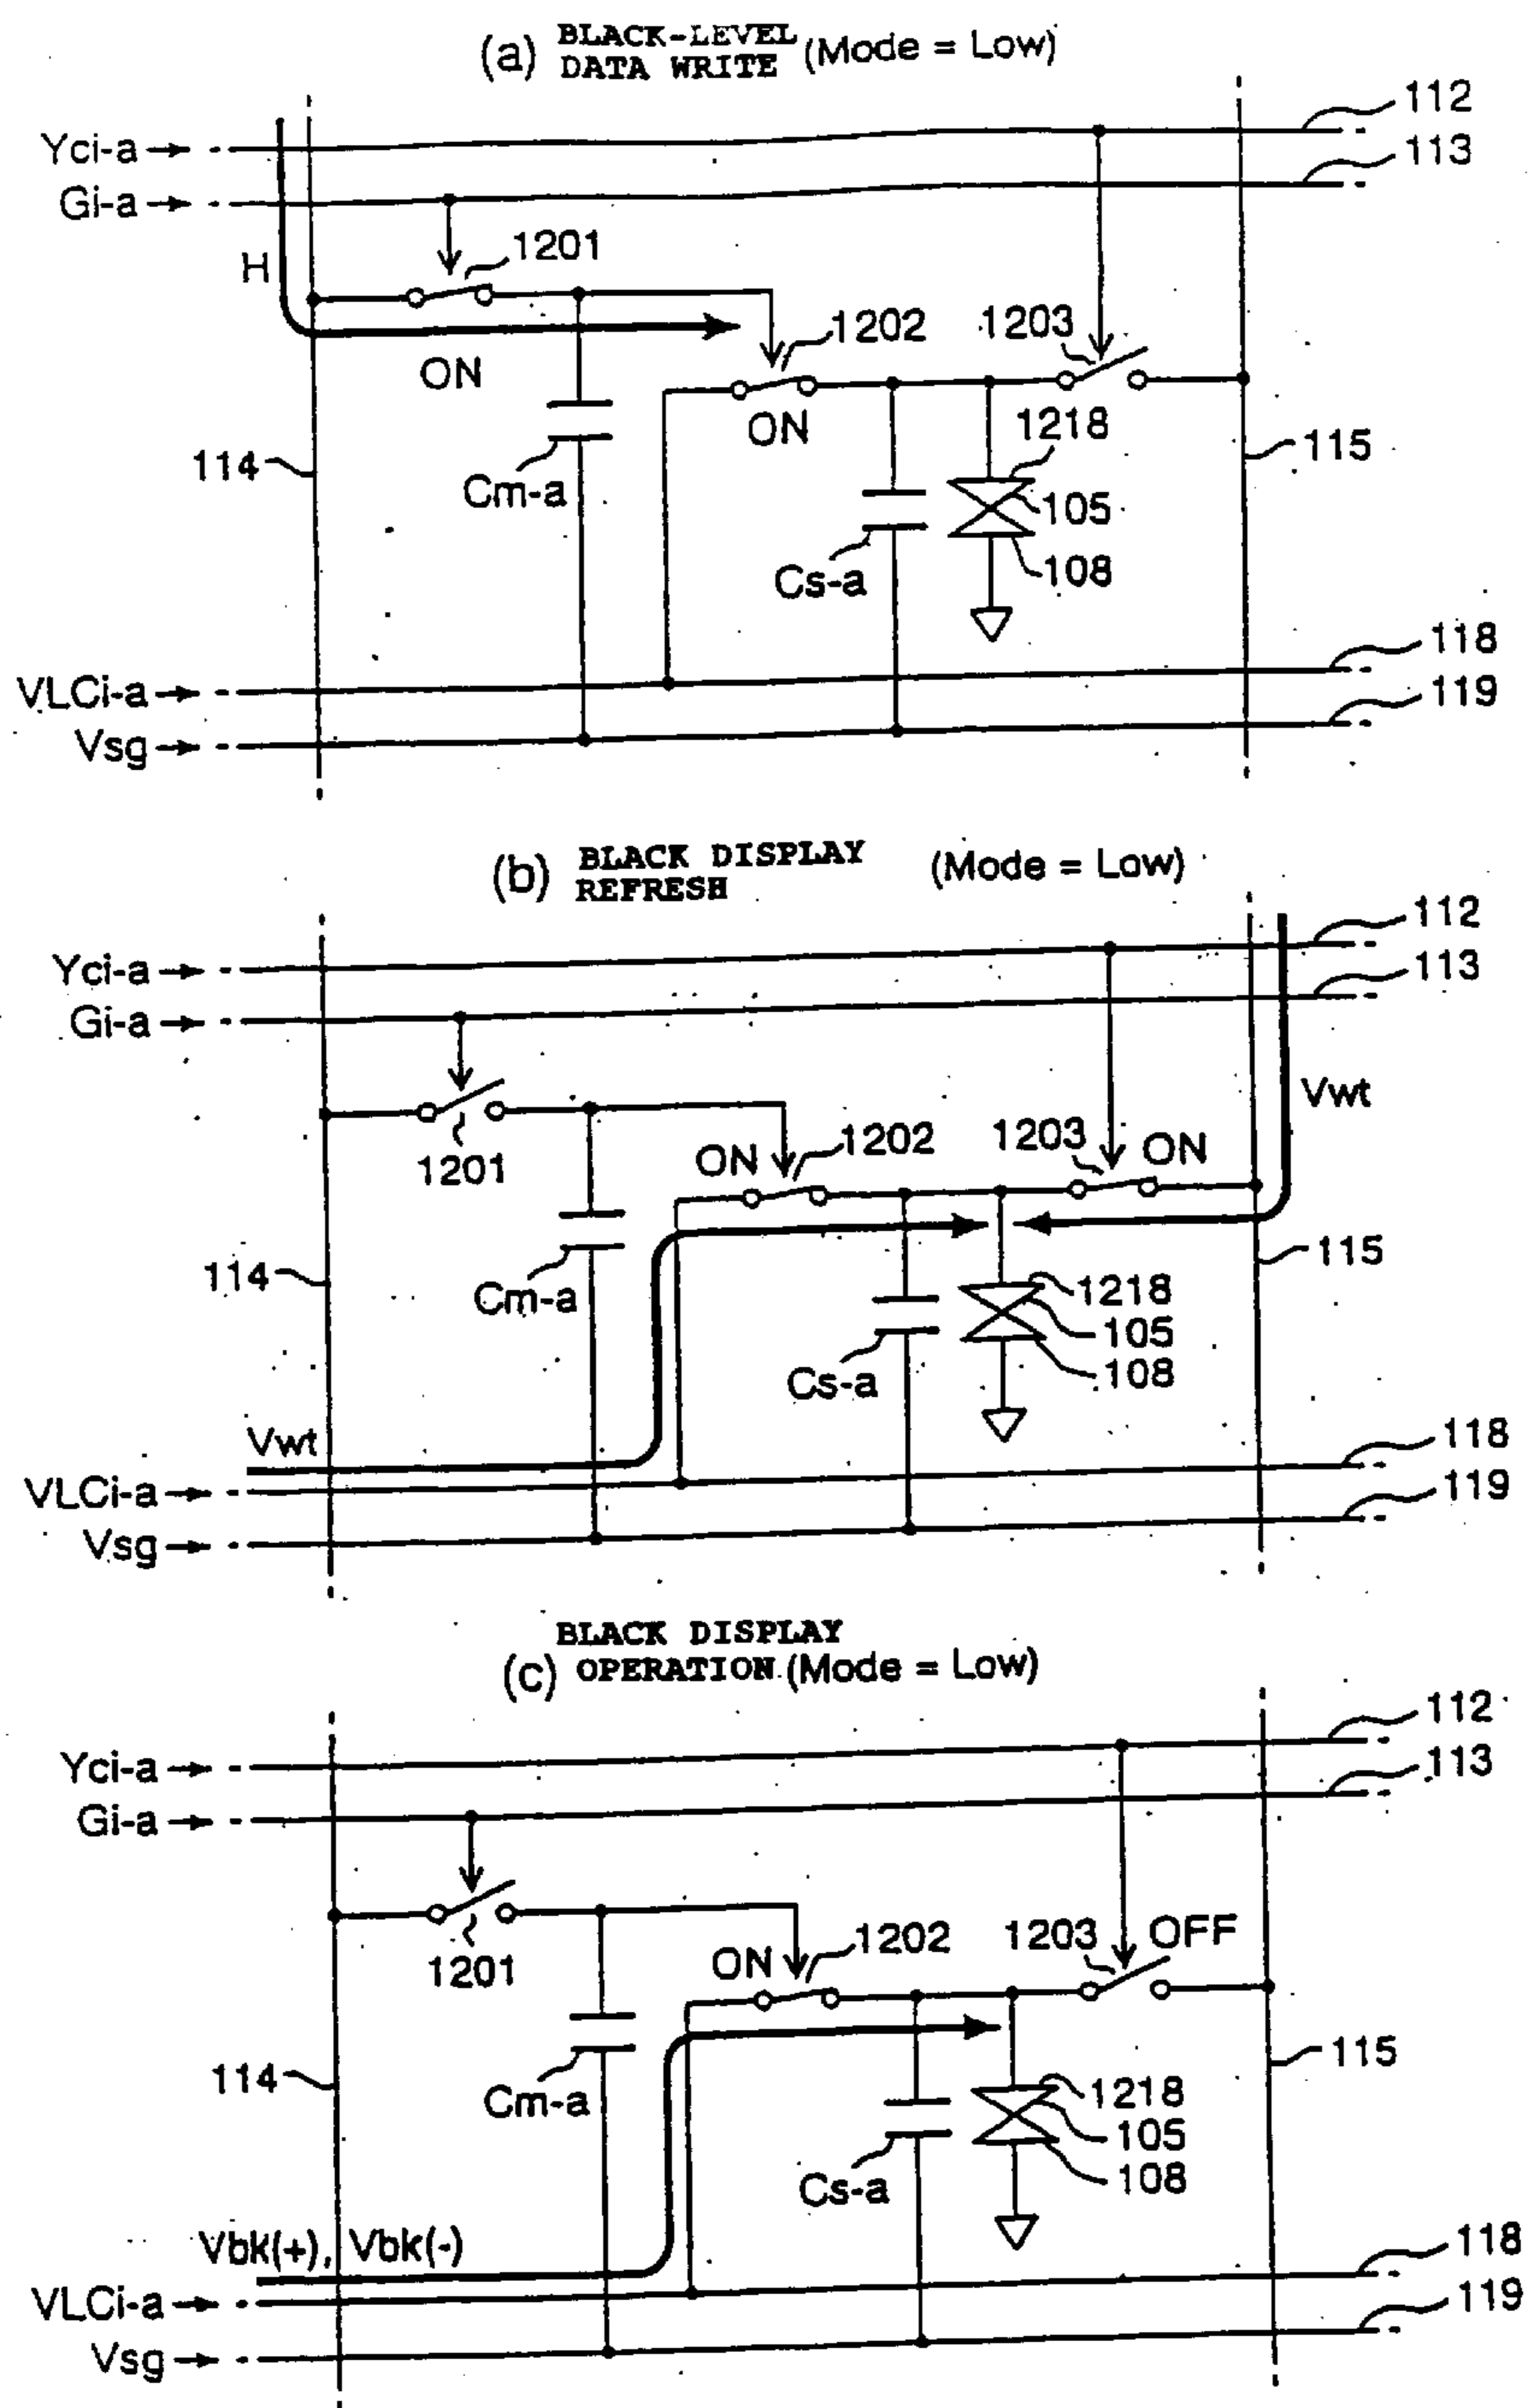 (a) BLACK-LEVEL DATA WRITE (Mode = Low)
112
Yci-a
113
Gi-a
H
1201
1202
1203
ON
ON
1218
114
115
Cm-a
105
Cs-a
108
118
VLCi-a
119
Vsg
(b) BLACK DISPLAY REFRESH (Mode = Low)
112
Yci-a
113
Gi-a
Vwt
1201
ON
1202
1203
ON
114
115
Cm-a
1218
105
Cs-a
108
Vwt
118
VLCi-a
119
Vsg
(c) BLACK DISPLAY OPERATION (Mode = Low)
112
Yci-a
113
Gi-a
1201
ON
1202
1203
OFF
114
115
Cm-a
1218
105
Cs-a
108
Vbk(+), Vbk(-)
118
VLCi-a
119
Vsg